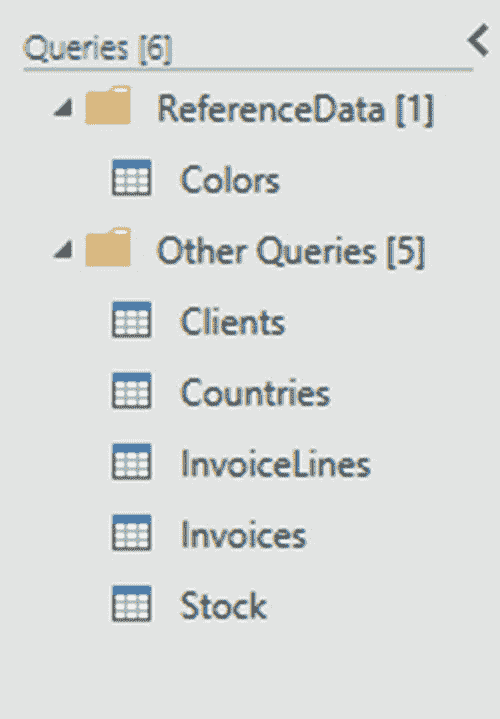 Queries [6]
ReferenceData [1]
Colors
Other Queries [5]
Clients
Countries
InvoiceLines
Invoices
Stock